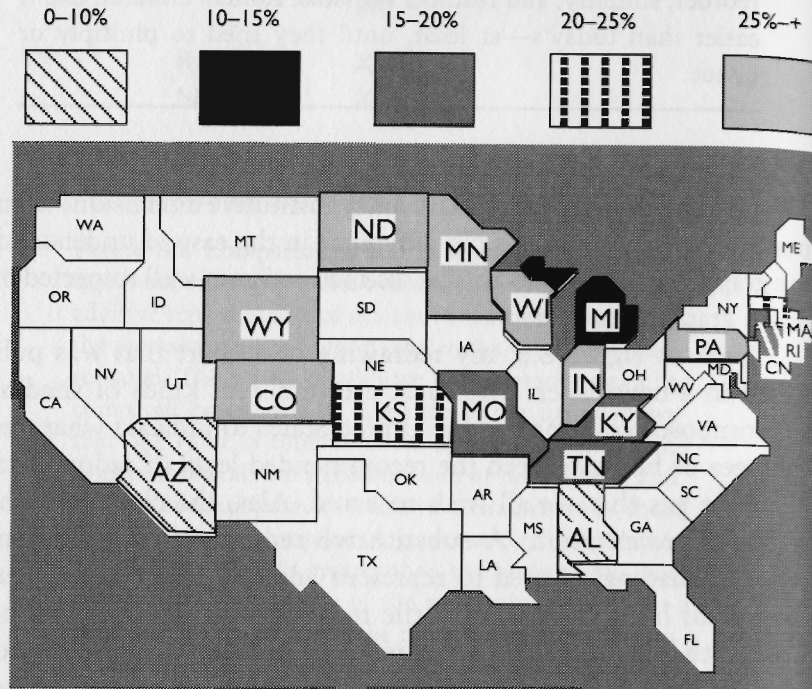 0–10% 10–15% 15–20% 20–25% 25%–+
WA
MT
ND
MN
ME
OR
ID
SD
WI
MI
NY
MA
WY
RI
IA
PA
CN
NV
UT
NE
IL
IN
OH
MD
CA
CO
KS
MO
WV
KY
VA
AZ
NM
OK
TN
NC
AR
SC
MS
AL
GA
TX
LA
FL